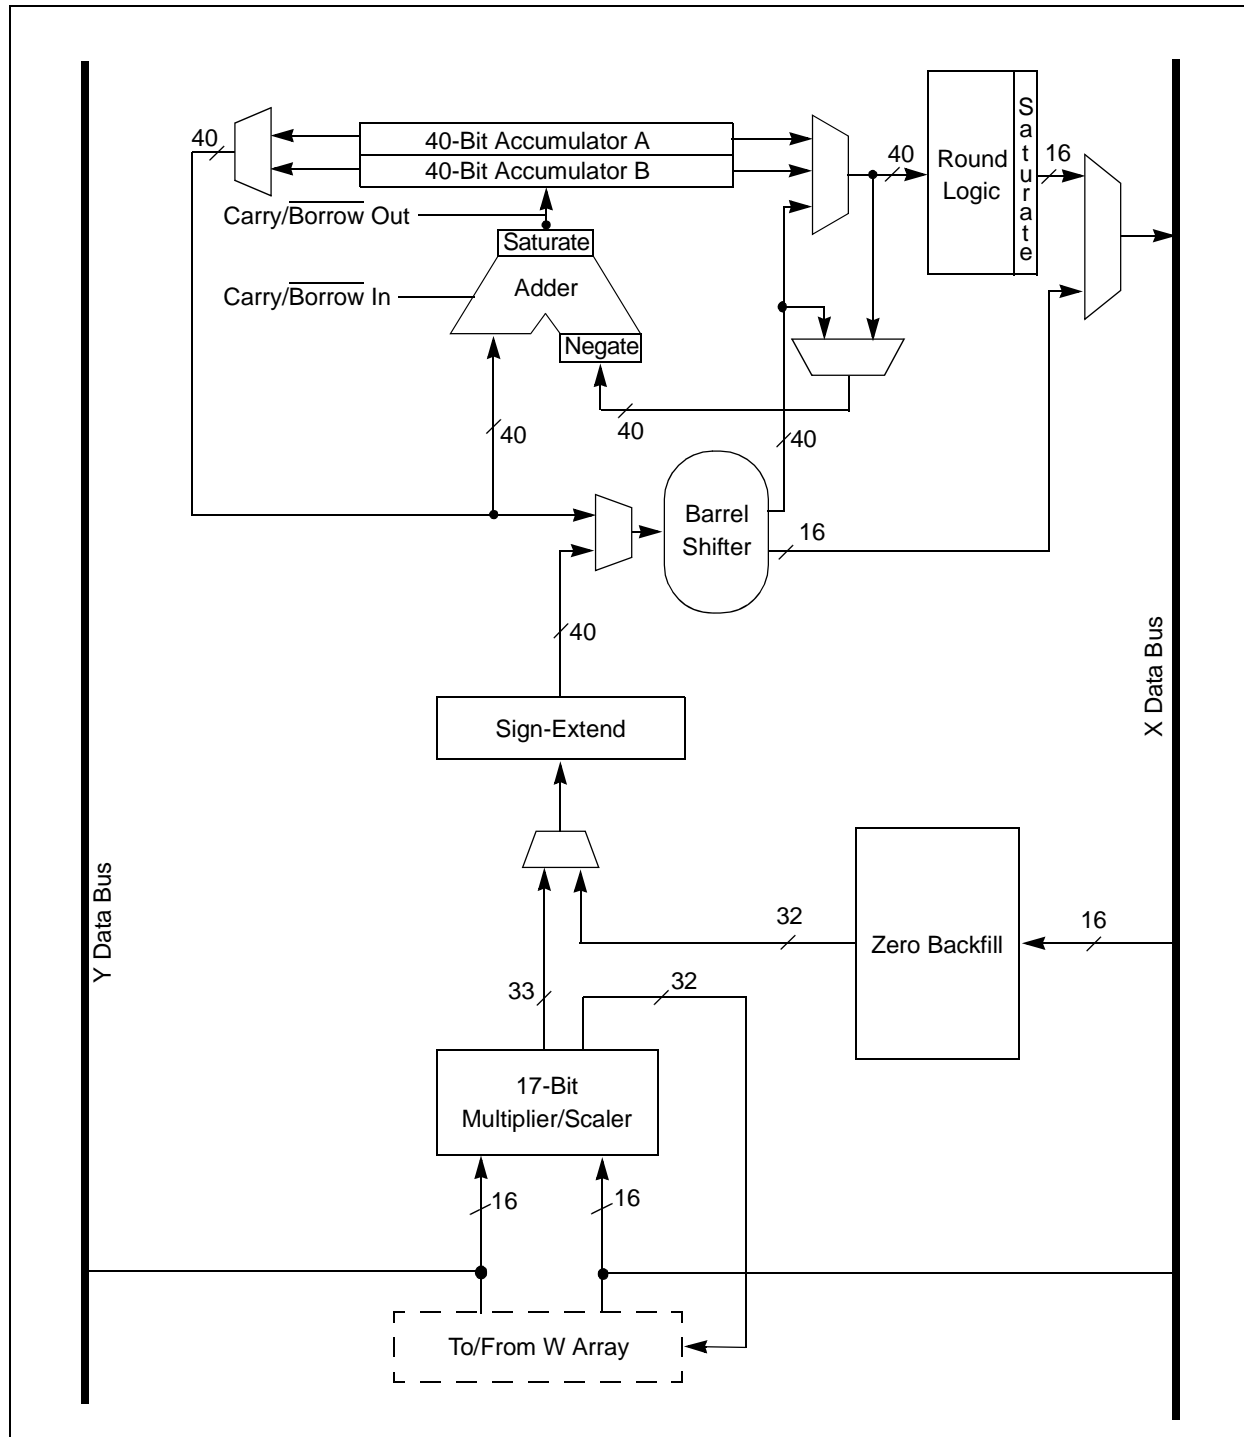 40
40-Bit Accumulator A
40-Bit Accumulator B
40
Round
Logic
Saturate
16
Carry/Borrow Out
Saturate
Carry/Borrow In
Adder
Negate
40
40
40
Barrel
Shifter
16
40
Sign-Extend
X Data Bus
Y Data Bus
32
Zero Backfill
16
33
32
17-Bit
Multiplier/Scaler
16
16
To/From W Array